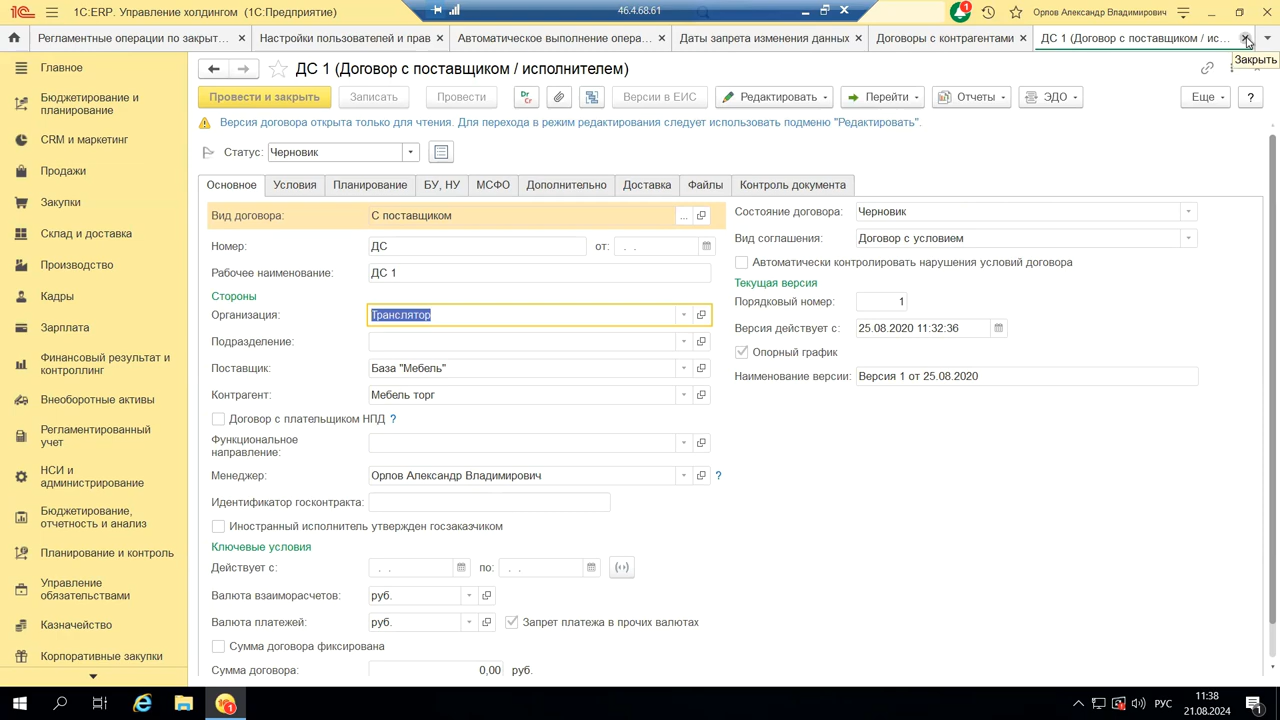 1С:ERP. Управление холдингом (1С:Предприятие)
46.4.68.61
Орлов Александр Владимирович
Регламентные операции по закрыт...
Настройки пользователей и прав
Автоматическое выполнение опера...
Даты запрета изменения данных
Договоры с контрагентами
ДС 1 (Договор с поставщиком / ис...
Закрыть
Главное
Бюджетирование и
планирование
CRM и маркетинг
Продажи
Закупки
Склад и доставка
Производство
Кадры
Зарплата
Финансовый результат и
контроллинг
Внеоборотные активы
Регламентированный
учет
НСИ и
администрирование
Бюджетирование,
отчетность и анализ
Планирование и контроль
Управление
обязательствами
Казначейство
Корпоративные закупки
ДС 1 (Договор с поставщиком / исполнителем)
Провести и закрыть
Записать
Провести
Дт Кт
Версии в ЕИС
Редактировать
Перейти
Отчеты
ЭДО
Еще
?
Версия договора открыта только для чтения. Для перехода в режим редактирования следует использовать подменю "Редактировать".
Статус: Черновик
Основное
Условия
Планирование
БУ, НУ
МСФО
Дополнительно
Доставка
Файлы
Контроль документа
Вид договора: С поставщиком ...
Номер: ДС от: . .
Рабочее наименование: ДС 1
Стороны
Организация: Транслятор
Подразделение:
Поставщик: База "Мебель"
Контрагент: Мебель торг
Договор с плательщиком НПД ?
Функциональное
направление:
Менеджер: Орлов Александр Владимирович ?
Идентификатор госконтракта:
Иностранный исполнитель утвержден госзаказчиком
Ключевые условия
Действует с: . . по: . .
Валюта взаиморасчетов: руб.
Валюта платежей: руб. Запрет платежа в прочих валютах
Сумма договора фиксирована
Сумма договора: 0,00 руб.
Состояние договора: Черновик
Вид соглашения: Договор с условием
Автоматически контролировать нарушения условий договора
Текущая версия
Порядковый номер: 1
Версия действует с: 25.08.2020 11:32:36
Опорный график
Наименование версии: Версия 1 от 25.08.2020
РУС
11:38
21.08.2024
1